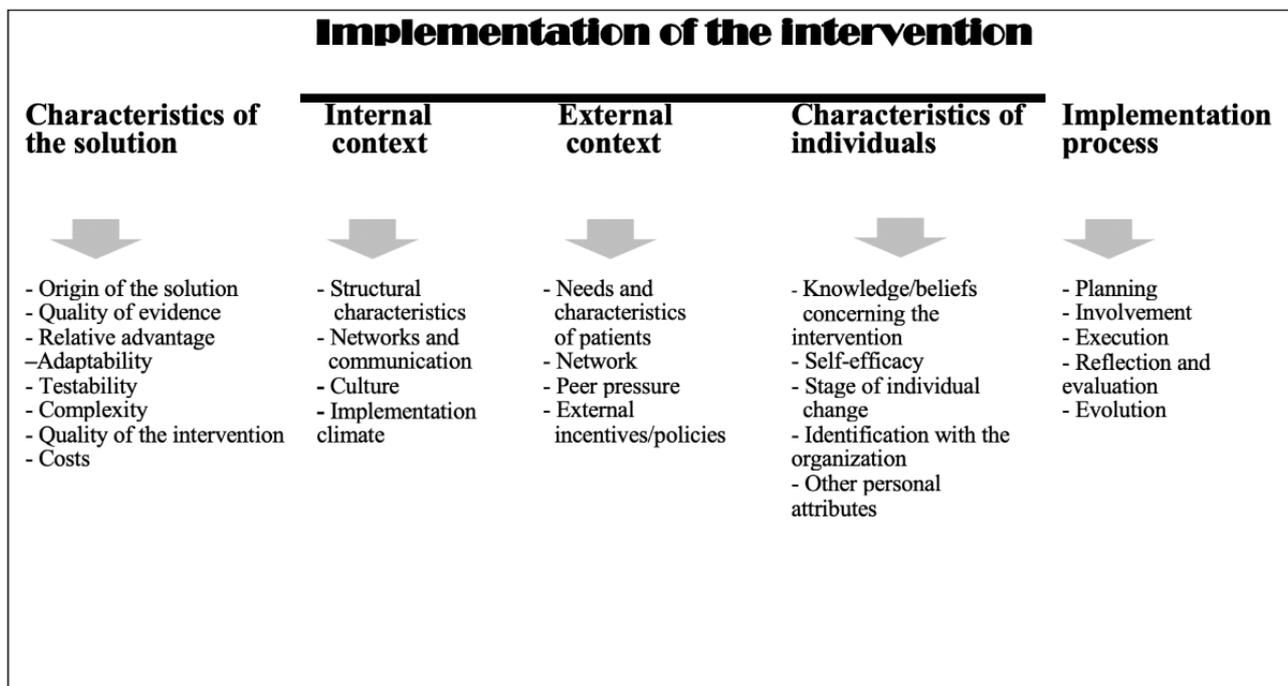 Implementation of the intervention
Characteristics of
the solution
Internal
context
External
context
Characteristics of
individuals
Implementation
process
- Origin of the solution
- Quality of evidence
- Relative advantage
–Adaptability
- Testability
- Complexity
- Quality of the intervention
- Costs
- Structural
characteristics
- Networks and
communication
- Culture
- Implementation
climate
- Needs and
characteristics
of patients
- Network
- Peer pressure
- External
incentives/policies
- Knowledge/beliefs
concerning the
intervention
- Self-efficacy
- Stage of individual
change
- Identification with the
organization
- Other personal
attributes
- Planning
- Involvement
- Execution
- Reflection and
evaluation
- Evolution